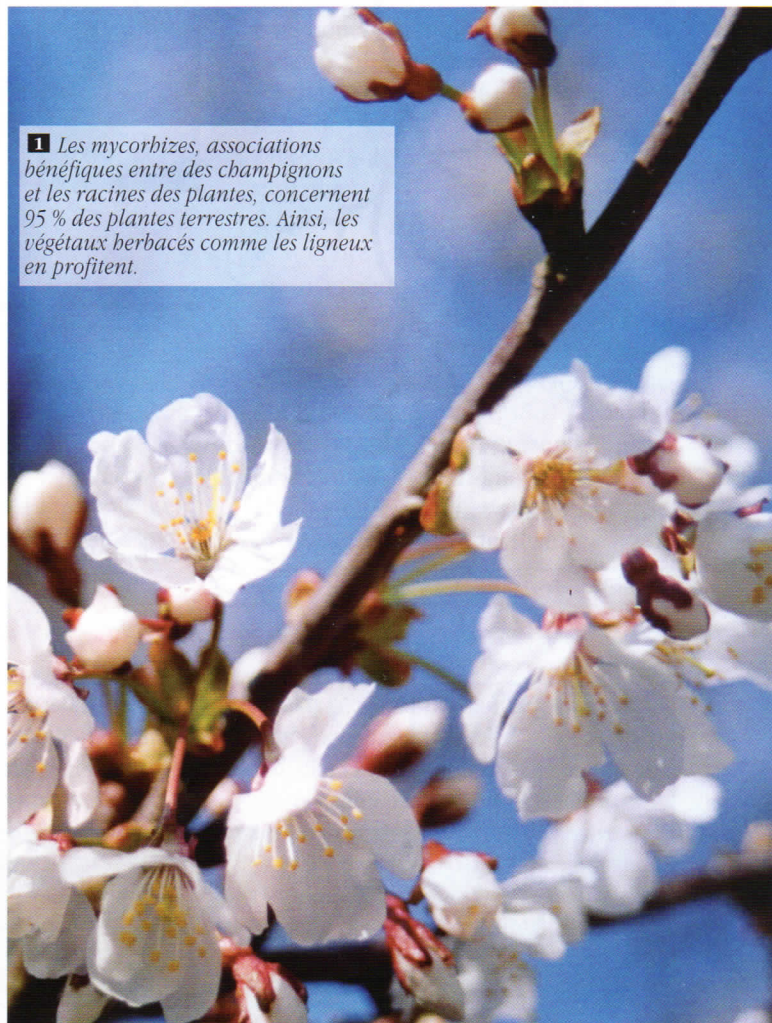 1 Les mycorhizes, associations
bénéfiques entre des champignons
et les racines des plantes, concernent
95 % des plantes terrestres. Ainsi, les
végétaux herbacés comme les ligneux
en profitent.